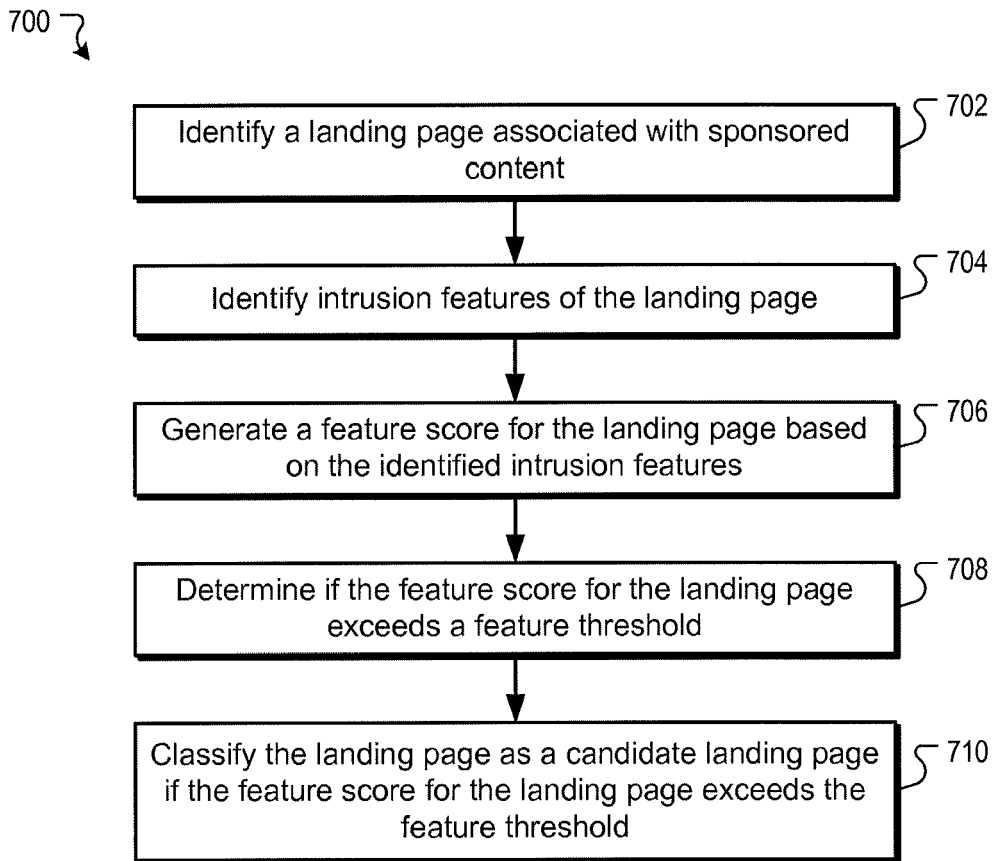 700
702
Identify a landing page associated with sponsored
content
704
Identify intrusion features of the landing page
706
Generate a feature score for the landing page based
on the identified intrusion features
708
Determine if the feature score for the landing page
exceeds a feature threshold
710
Classify the landing page as a candidate landing page
if the feature score for the landing page exceeds the
feature threshold